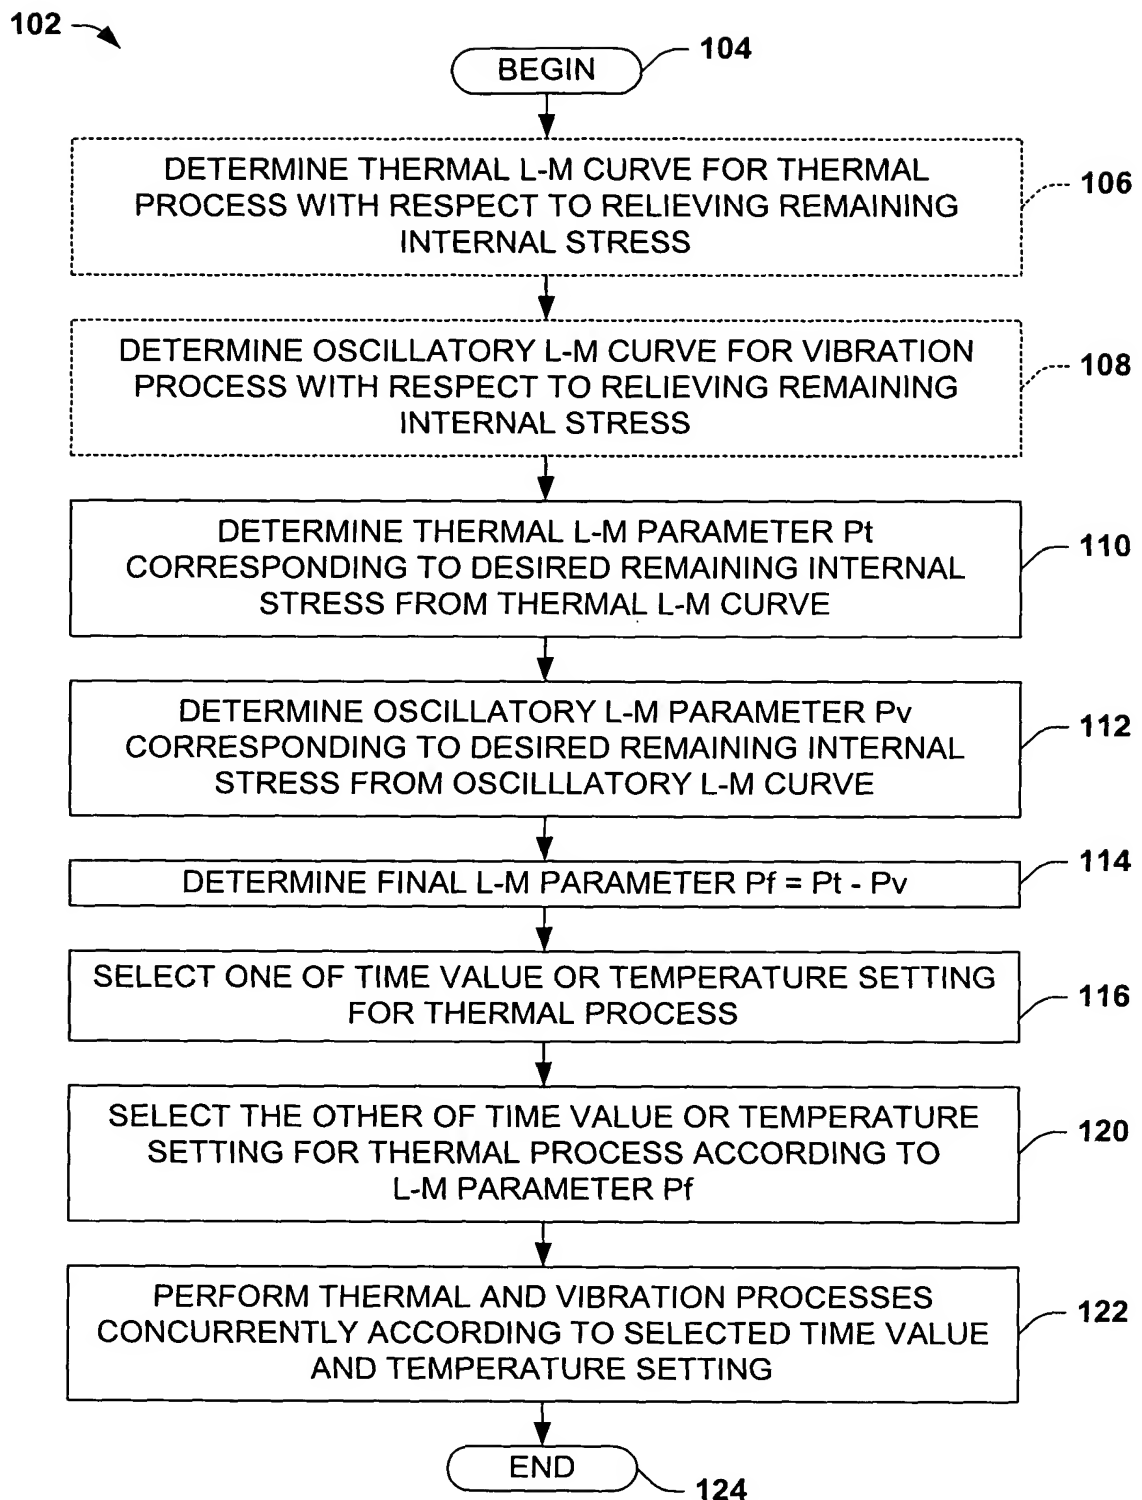 102
BEGIN
104
DETERMINE THERMAL L-M CURVE FOR THERMAL
PROCESS WITH RESPECT TO RELIEVING REMAINING
INTERNAL STRESS
106
DETERMINE OSCILLATORY L-M CURVE FOR VIBRATION
PROCESS WITH RESPECT TO RELIEVING REMAINING
INTERNAL STRESS
108
DETERMINE THERMAL L-M PARAMETER Pt
CORRESPONDING TO DESIRED REMAINING INTERNAL
STRESS FROM THERMAL L-M CURVE
110
DETERMINE OSCILLATORY L-M PARAMETER Pv
CORRESPONDING TO DESIRED REMAINING INTERNAL
STRESS FROM OSCILLLATORY L-M CURVE
112
DETERMINE FINAL L-M PARAMETER Pf = Pt - Pv
114
SELECT ONE OF TIME VALUE OR TEMPERATURE SETTING
FOR THERMAL PROCESS
116
SELECT THE OTHER OF TIME VALUE OR TEMPERATURE
SETTING FOR THERMAL PROCESS ACCORDING TO
L-M PARAMETER Pf
120
PERFORM THERMAL AND VIBRATION PROCESSES
CONCURRENTLY ACCORDING TO SELECTED TIME VALUE
AND TEMPERATURE SETTING
122
END
124